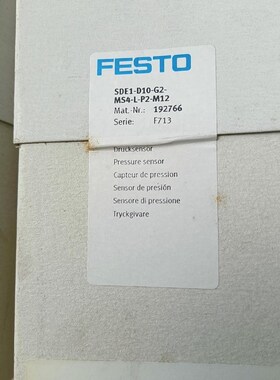 FESTO
SDE1-D10-G2-
MS4-L-P2-M12
Mat.-Nr.: 192766
Serie: F713
Drucksensor
Pressure sensor
Capteur de pression
Sensor de presión
Sensore di pressione
Tryckgivare